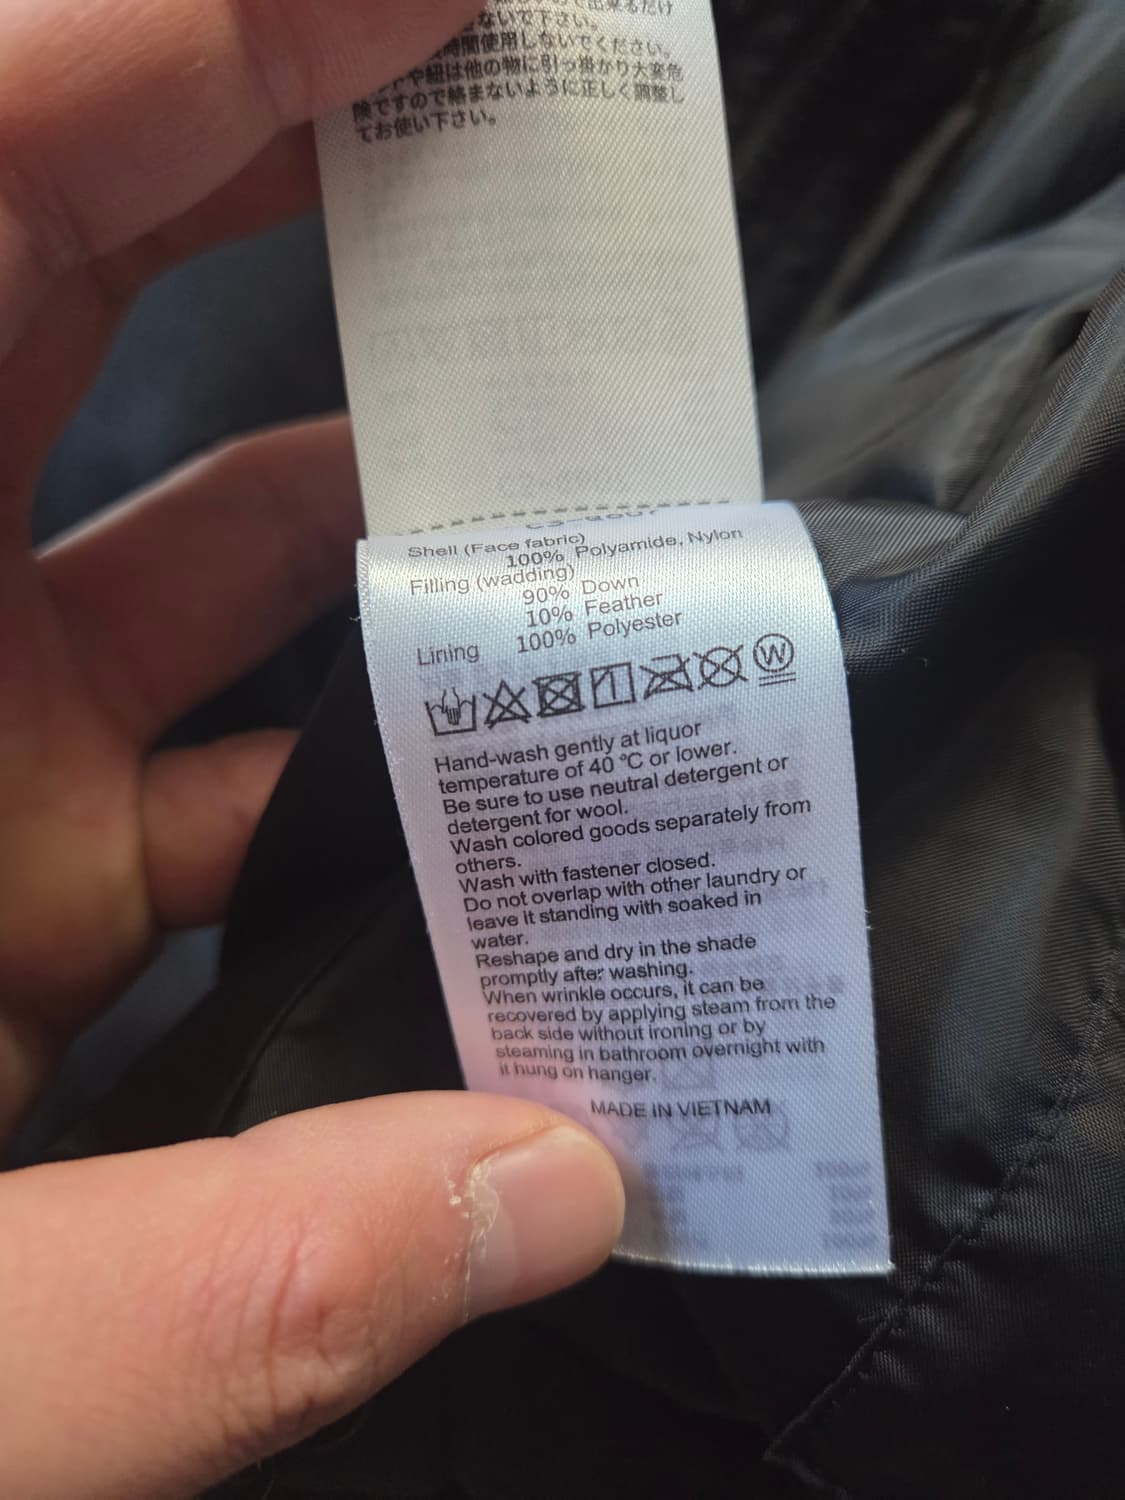 出来るだけ
ないで下さい。
時間使用しないでください。
や紐は他の物に引っ掛かり大変危
険ですので絡まないように正しく調整し
てお使い下さい。
Shell (Face fabric)
100% Polyamide, Nylon
Filling (wadding)
90% Down
10% Feather
Lining 100% Polyester
W
Hand-wash gently at liquor
temperature of 40 °C or lower.
Be sure to use neutral detergent or
detergent for wool.
Wash colored goods separately from
others.
Wash with fastener closed.
Do not overlap with other laundry or
leave it standing with soaked in
water.
Reshape and dry in the shade
promptly after washing.
When wrinkle occurs, it can be
recovered by applying steam from the
back side without ironing or by
steaming in bathroom overnight with
it hung on hanger.
MADE IN VIETNAM